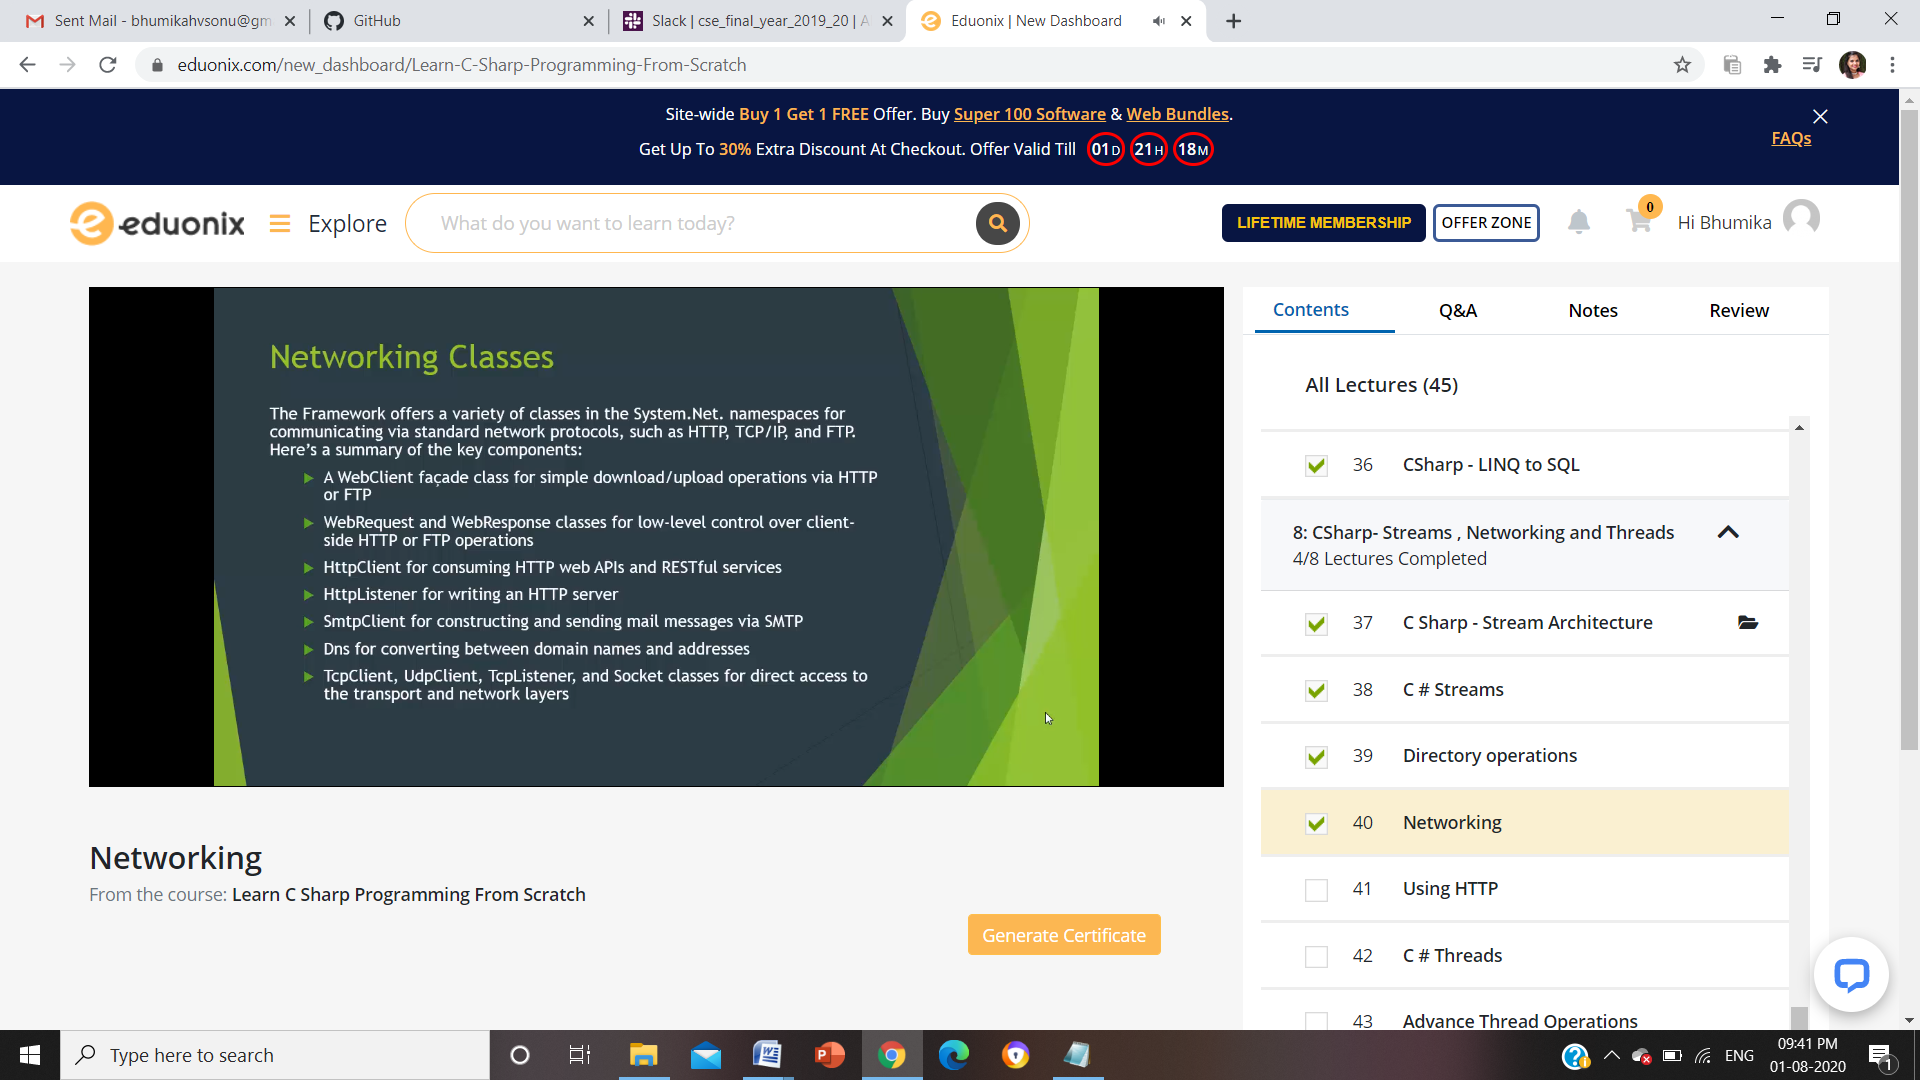 Sent Mail - bhumikahvsonu@gm
GitHub
Slack | cse_final_year_2019_20 | A
Eduonix | New Dashboard
eduonix.com/new_dashboard/Learn-C-Sharp-Programming-From-Scratch
Site-wide Buy 1 Get 1 FREE Offer. Buy Super 100 Software & Web Bundles.
Get Up To 30% Extra Discount At Checkout. Offer Valid Till 01D 21H 18M
FAQs
eduonix
Explore
What do you want to learn today?
LIFETIME MEMBERSHIP
OFFER ZONE
0
Hi Bhumika
Networking Classes
The Framework offers a variety of classes in the System.Net. namespaces for
communicating via standard network protocols, such as HTTP, TCP/IP, and FTP.
Here's a summary of the key components:
A WebClient façade class for simple download/upload operations via HTTP
or FTP
WebRequest and WebResponse classes for low-level control over client-
side HTTP or FTP operations
HttpClient for consuming HTTP web APIs and RESTful services
HttpListener for writing an HTTP server
SmtpClient for constructing and sending mail messages via SMTP
Dns for converting between domain names and addresses
TcpClient, UdpClient, TcpListener, and Socket classes for direct access to
the transport and network layers
Networking
From the course: Learn C Sharp Programming From Scratch
Generate Certificate
Contents
Q&A
Notes
Review
All Lectures (45)
36 CSharp - LINQ to SQL
8: CSharp- Streams , Networking and Threads
4/8 Lectures Completed
37 C Sharp - Stream Architecture
38 C # Streams
39 Directory operations
40 Networking
41 Using HTTP
42 C # Threads
43 Advance Thread Operations
Type here to search
ENG
09:41 PM
01-08-2020
1